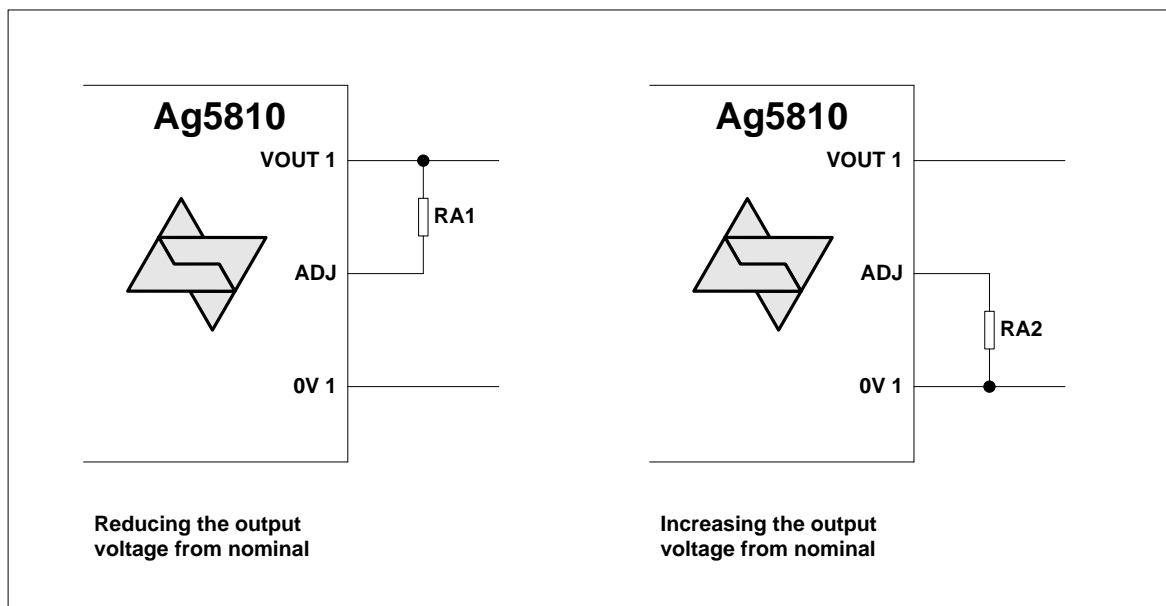 Ag5810
VOUT 1
RA1
ADJ
0V 1
Reducing the output
voltage from nominal
Ag5810
VOUT 1
ADJ
RA2
0V 1
Increasing the output
voltage from nominal